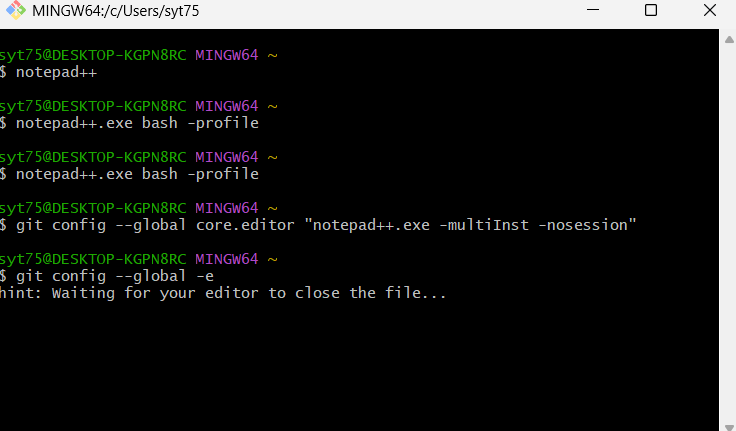 MINGW64:/c/Users/syt75
syt75@DESKTOP-KGPN8RC MINGW64 ~
$ notepad++
syt75@DESKTOP-KGPN8RC MINGW64 ~
$ notepad++.exe bash -profile
syt75@DESKTOP-KGPN8RC MINGW64 ~
$ notepad++.exe bash -profile
syt75@DESKTOP-KGPN8RC MINGW64 ~
$ git config --global core.editor "notepad++.exe -multiInst -nosession"
syt75@DESKTOP-KGPN8RC MINGW64 ~
$ git config --global -e
hint: Waiting for your editor to close the file...